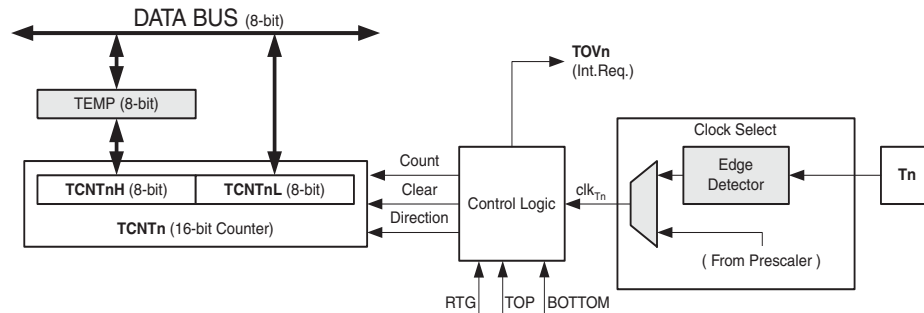 DATA BUS (8-bit)
TOVn
(Int.Req.)
TEMP (8-bit)
Clock Select
Count
Edge
Detector
Tn
TCNTnH (8-bit) TCNTnL (8-bit)
Clear
Control Logic
clkTn
TCNTn (16-bit Counter)
Direction
( From Prescaler )
RTG TOP BOTTOM